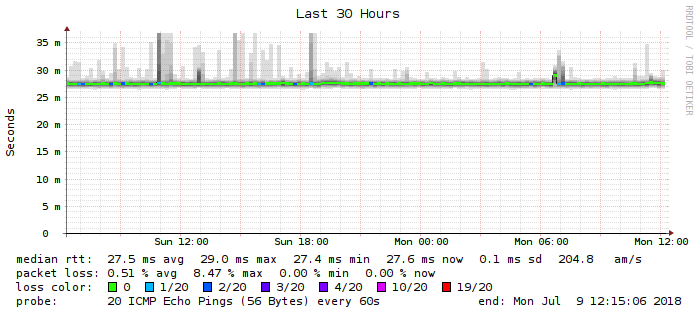 Last 30 Hours
RRDTOOL / TOBI OETIKER
Seconds
35 m
30 m
25 m
20 m
15 m
10 m
5 m
0
Sun 12:00 Sun 18:00 Mon 00:00 Mon 06:00 Mon 12:00
median rtt: 27.5 ms avg 29.0 ms max 27.4 ms min 27.6 ms now 0.1 ms sd 204.8 am/s
packet loss: 0.51 % avg 8.47 % max 0.00 % min 0.00 % now
loss color: 0 1/20 2/20 3/20 4/20 10/20 19/20
probe: 20 ICMP Echo Pings (56 Bytes) every 60s end: Mon Jul 9 12:15:06 2018